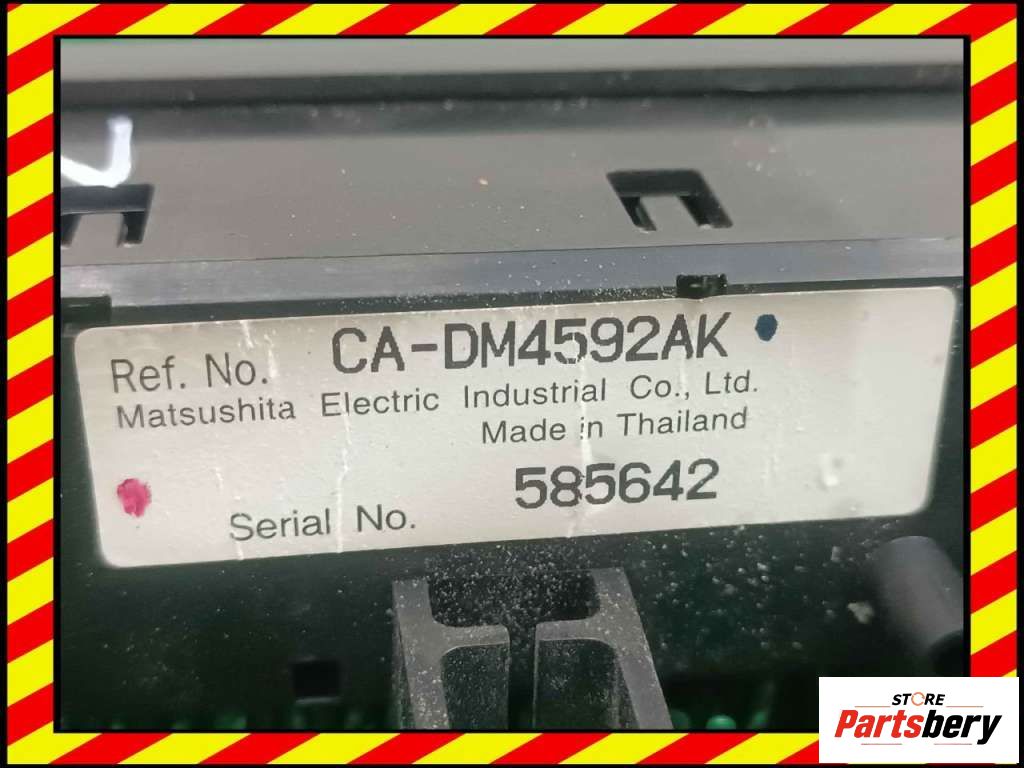 V
Ref. No. CA-DM4592AK
Matsushita Electric Industrial Co., Ltd.
Made in Thailand
Serial No. 585642
STORE
Partsbery